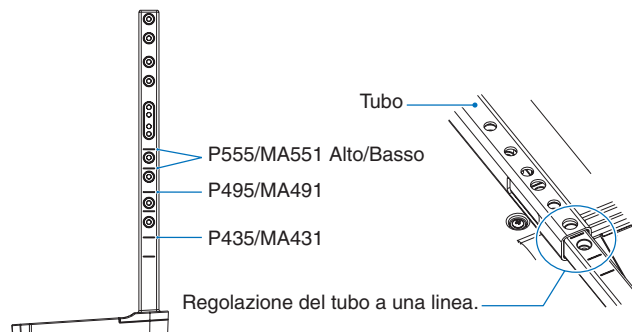 Tubo
P555/MA551 Alto/Basso
P495/MA491
P435/MA431
Regolazione del tubo a una linea.